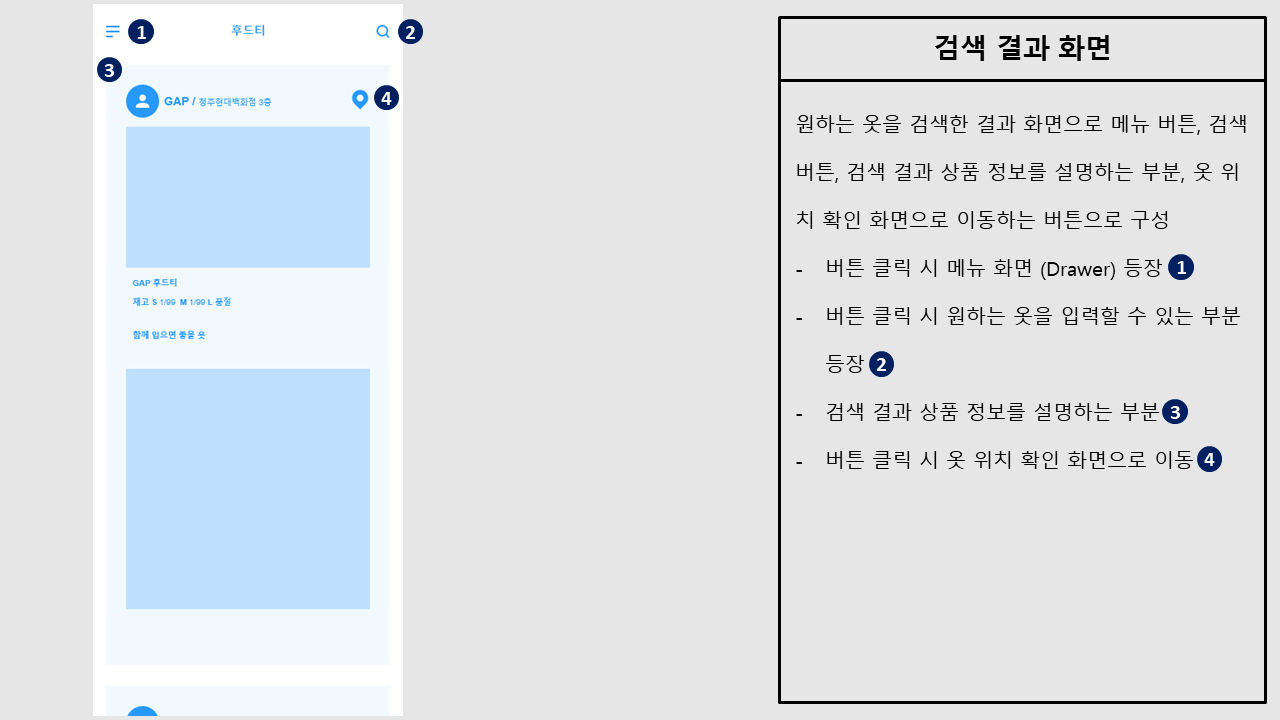 후드티
1
2
3
GAP / 청주현대백화점 3층
4
GAP 후드티
재고 S 1/99 M 1/99 L 품절
함께 입으면 좋을 옷
검색 결과 화면
원하는 옷을 검색한 결과 화면으로 메뉴 버튼, 검색
버튼, 검색 결과 상품 정보를 설명하는 부분, 옷 위
치 확인 화면으로 이동하는 버튼으로 구성
- 버튼 클릭 시 메뉴 화면 (Drawer) 등장 1
- 버튼 클릭 시 원하는 옷을 입력할 수 있는 부분
등장 2
- 검색 결과 상품 정보를 설명하는 부분 3
- 버튼 클릭 시 옷 위치 확인 화면으로 이동 4